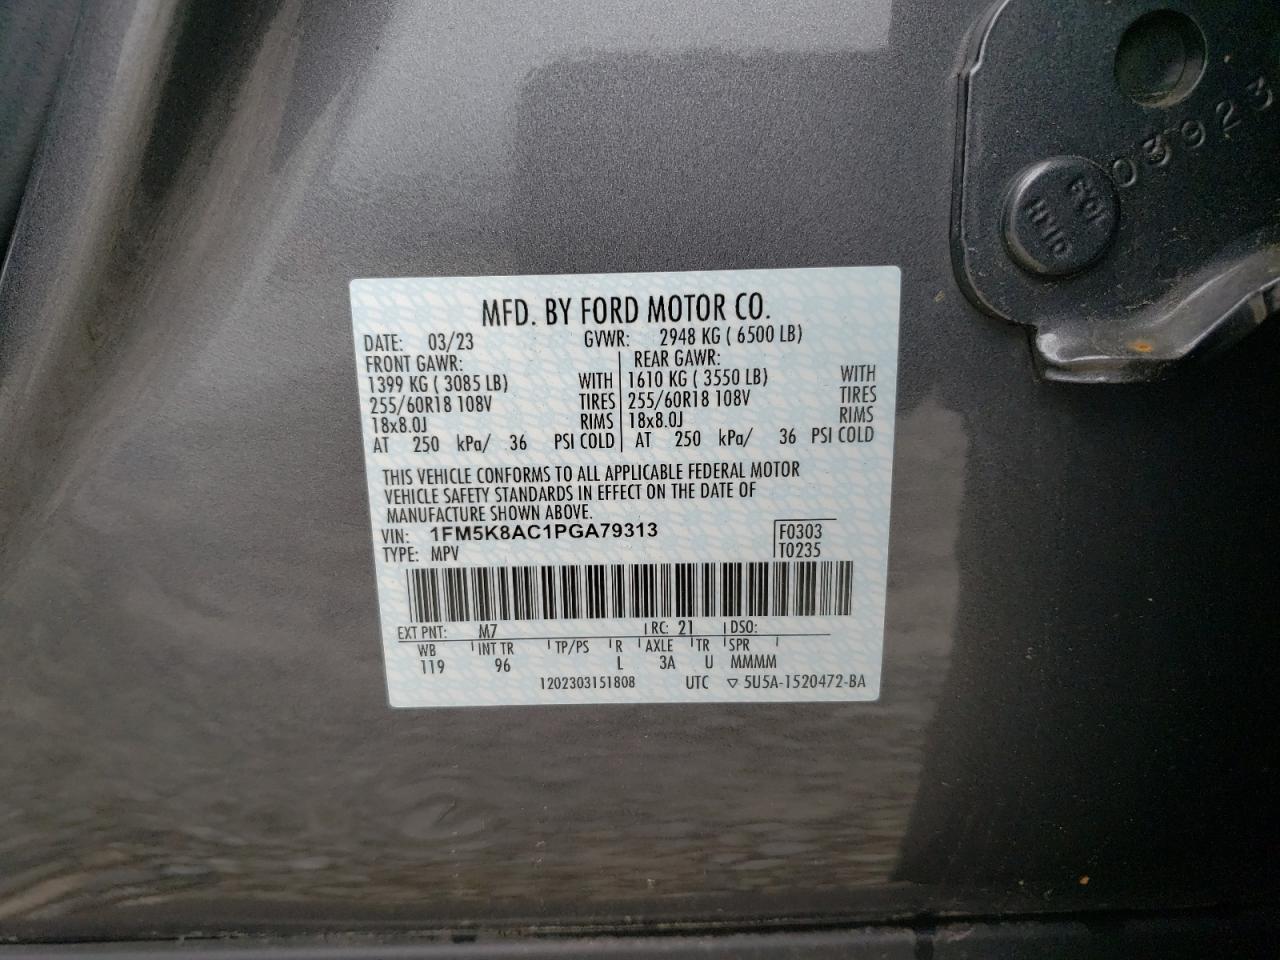 03923
HMID
MFD. BY FORD MOTOR CO.
DATE: 03/23 GVWR: 2948 KG ( 6500 LB)
FRONT GAWR: REAR GAWR:
1399 KG ( 3085 LB) WITH 1610 KG ( 3550 LB) WITH
255/60R18 108V TIRES 255/60R18 108V TIRES
18x8.0J RIMS 18x8.0J RIMS
AT 250 kPa/ 36 PSI COLD AT 250 kPa/ 36 PSI COLD
THIS VEHICLE CONFORMS TO ALL APPLICABLE FEDERAL MOTOR
VEHICLE SAFETY STANDARDS IN EFFECT ON THE DATE OF
MANUFACTURE SHOWN ABOVE.
VIN: 1FM5K8AC1PGA79313 F0303
TYPE: MPV T0235
EXT PNT: M7 RC: 21 DSO:
WB INT TR TP/PS R AXLE TR SPR
119 96 L 3A U MMMM
1202303151808 UTC ▽ 5U5A-1520472-BA